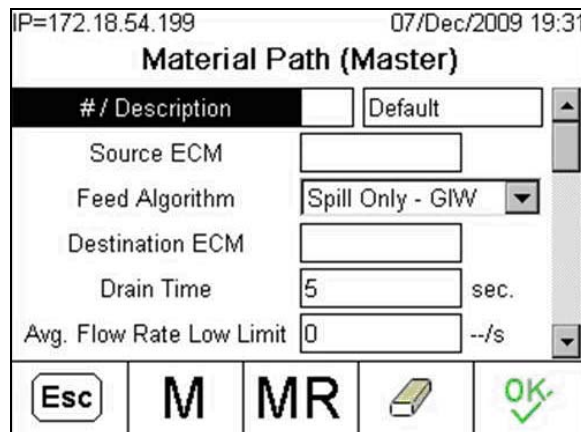 IP=172.18.54.199 07/Dec/2009 19:31
Material Path (Master)
# / Description Default
Source ECM
Feed Algorithm Spill Only - GIW
Destination ECM
Drain Time 5 sec.
Avg. Flow Rate Low Limit 0 --/s
Esc M MR OK